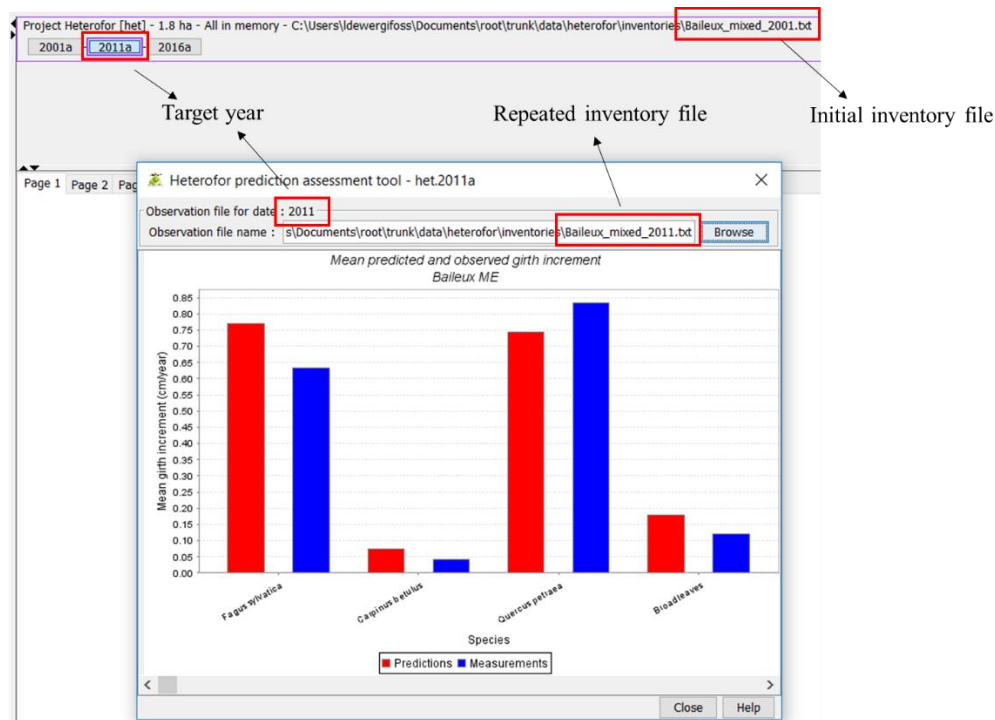 Project Heterofor [het] - 1.8 ha - All in memory - C:\Users\ldewergifoss\Documents\root\trunk\data\heterofor\inventories\Baileux_mixed_2001.txt
2001a 2011a 2016a
Target year
Repeated inventory file
Initial inventory file
Page 1 Page 2 Pag
Heterofor prediction assessment tool - het.2011a
Observation file for date : 2011
Observation file name : s\Documents\root\trunk\data\heterofor\inventories\Baileux_mixed_2011.txt Browse
Mean predicted and observed girth increment
Baileux ME
Mean girth increment (cm/year)
0.85
0.80
0.75
0.70
0.65
0.60
0.55
0.50
0.45
0.40
0.35
0.30
0.25
0.20
0.15
0.10
0.05
0.00
Fagus sylvatica
Carpinus betulus
Quercus petraea
Broadleaves
Species
Predictions Measurements
Close Help